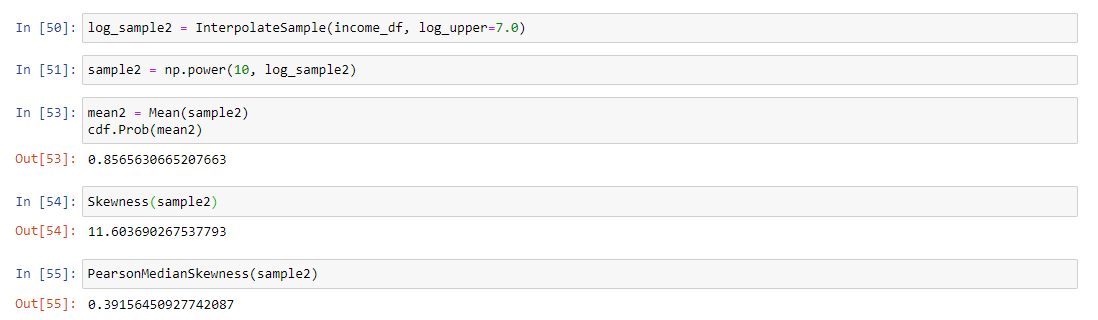 In [50]: log_sample2 = InterpolateSample(income_df, log_upper=7.0)
In [51]: sample2 = np.power(10, log_sample2)
In [53]: mean2 = Mean(sample2)
cdf.Prob(mean2)
Out[53]: 0.8565630665207663
In [54]: Skewness(sample2)
Out[54]: 11.603690267537793
In [55]: PearsonMedianSkewness(sample2)
Out[55]: 0.39156450927742087